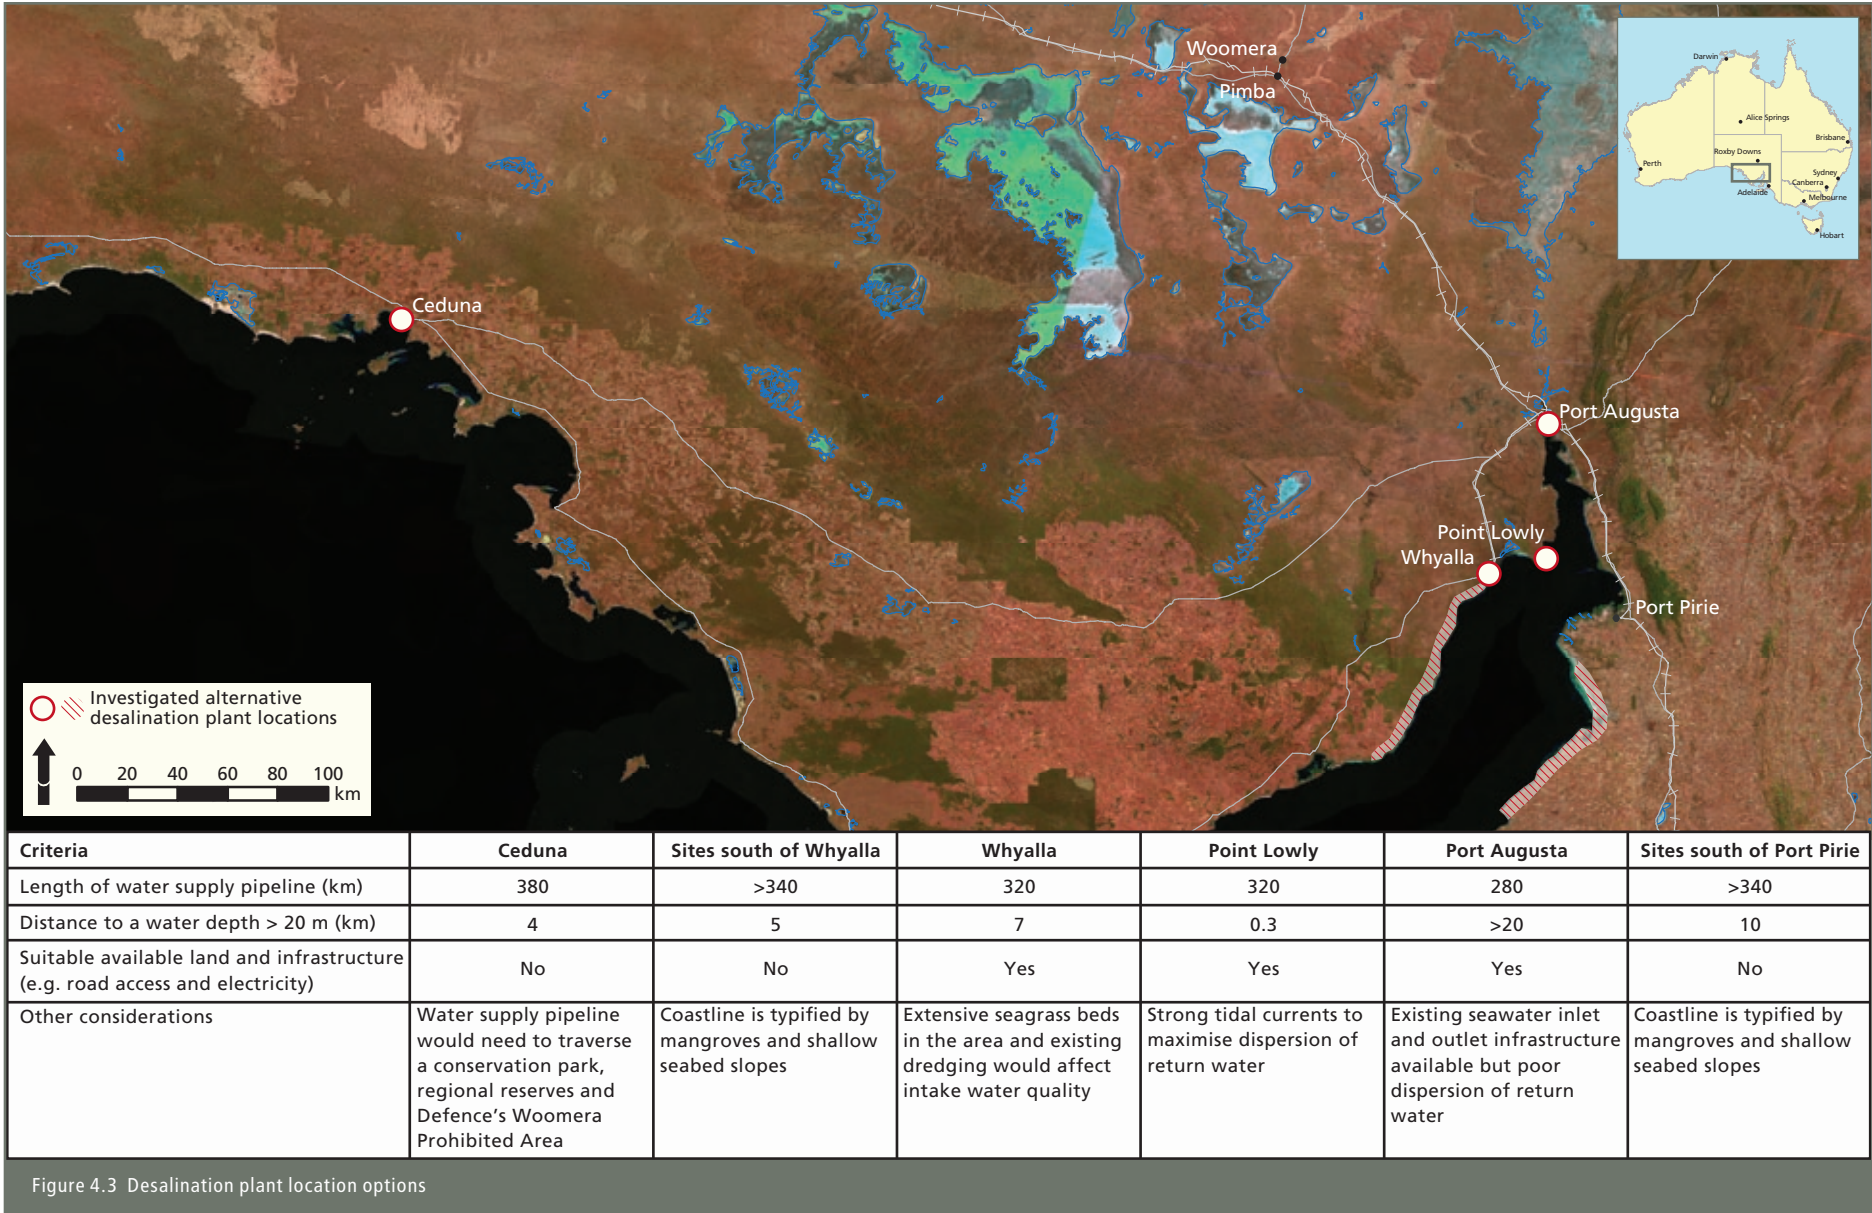 Woomera
Pimba
Darwin
Alice Springs
Brisbane
Roxby Downs
Perth
Sydney
Canberra
Adelaide
Melbourne
Hobart
Ceduna
Port Augusta
Point Lowly
Whyalla
Port Pirie
Investigated alternative
desalination plant locations
0 20 40 60 80 100
km
Criteria Ceduna Sites south of Whyalla Whyalla Point Lowly Port Augusta Sites south of Port Pirie
Length of water supply pipeline (km) 380 >340 320 320 280 >340
Distance to a water depth > 20 m (km) 4 5 7 0.3 >20 10
Suitable available land and infrastructure
(e.g. road access and electricity) No No Yes Yes Yes No
Other considerations
Water supply pipeline
would need to traverse
a conservation park,
regional reserves and
Defence's Woomera
Prohibited Area
Coastline is typified by
mangroves and shallow
seabed slopes
Extensive seagrass beds
in the area and existing
dredging would affect
intake water quality
Strong tidal currents to
maximise dispersion of
return water
Existing seawater inlet
and outlet infrastructure
available but poor
dispersion of return
water
Coastline is typified by
mangroves and shallow
seabed slopes
Figure 4.3 Desalination plant location options